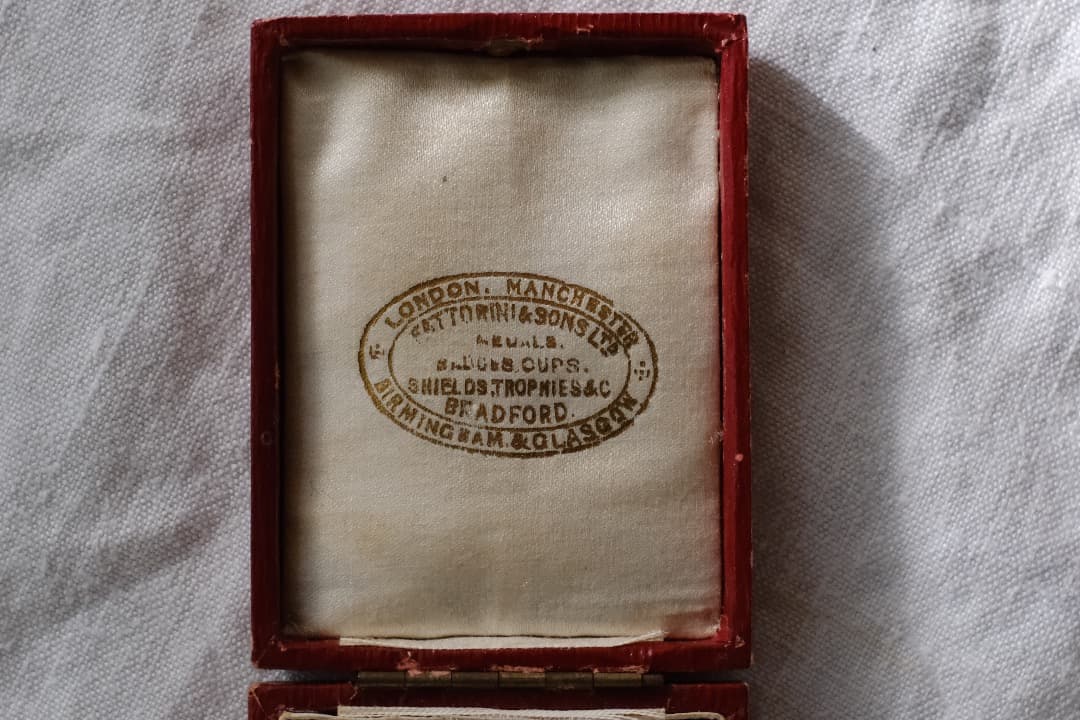 LONDON. MANCHESTER
FATTORINI & SONS LTD
MEDALS.
BADGES, CUPS.
SHIELDS, TROPHIES & C
BRADFORD.
BIRMINGHAM. & GLASGOW